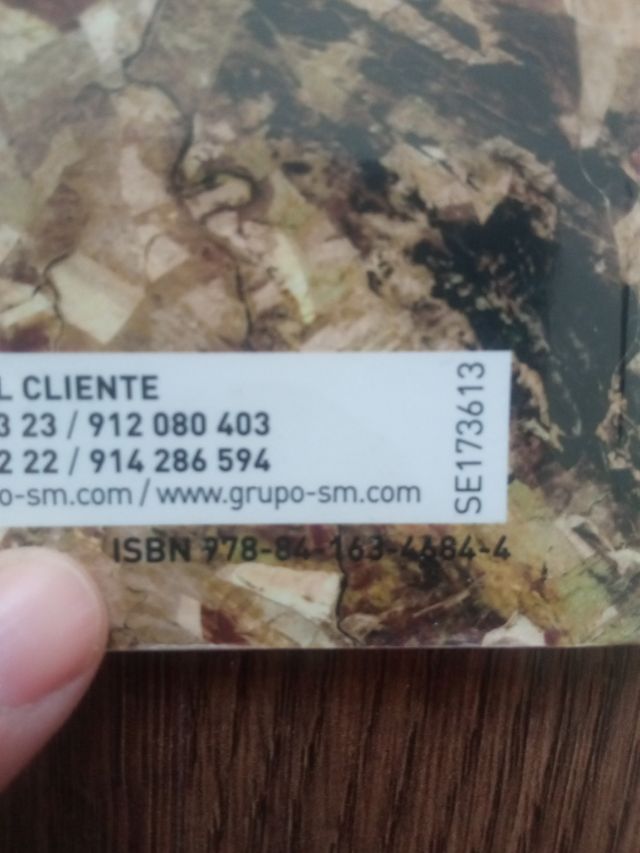 L CLIENTE
3 23 / 912 080 403
2 22 / 914 286 594
o-sm.com / www.grupo-sm.com
SE173613
ISBN 978-84-163-4684-4